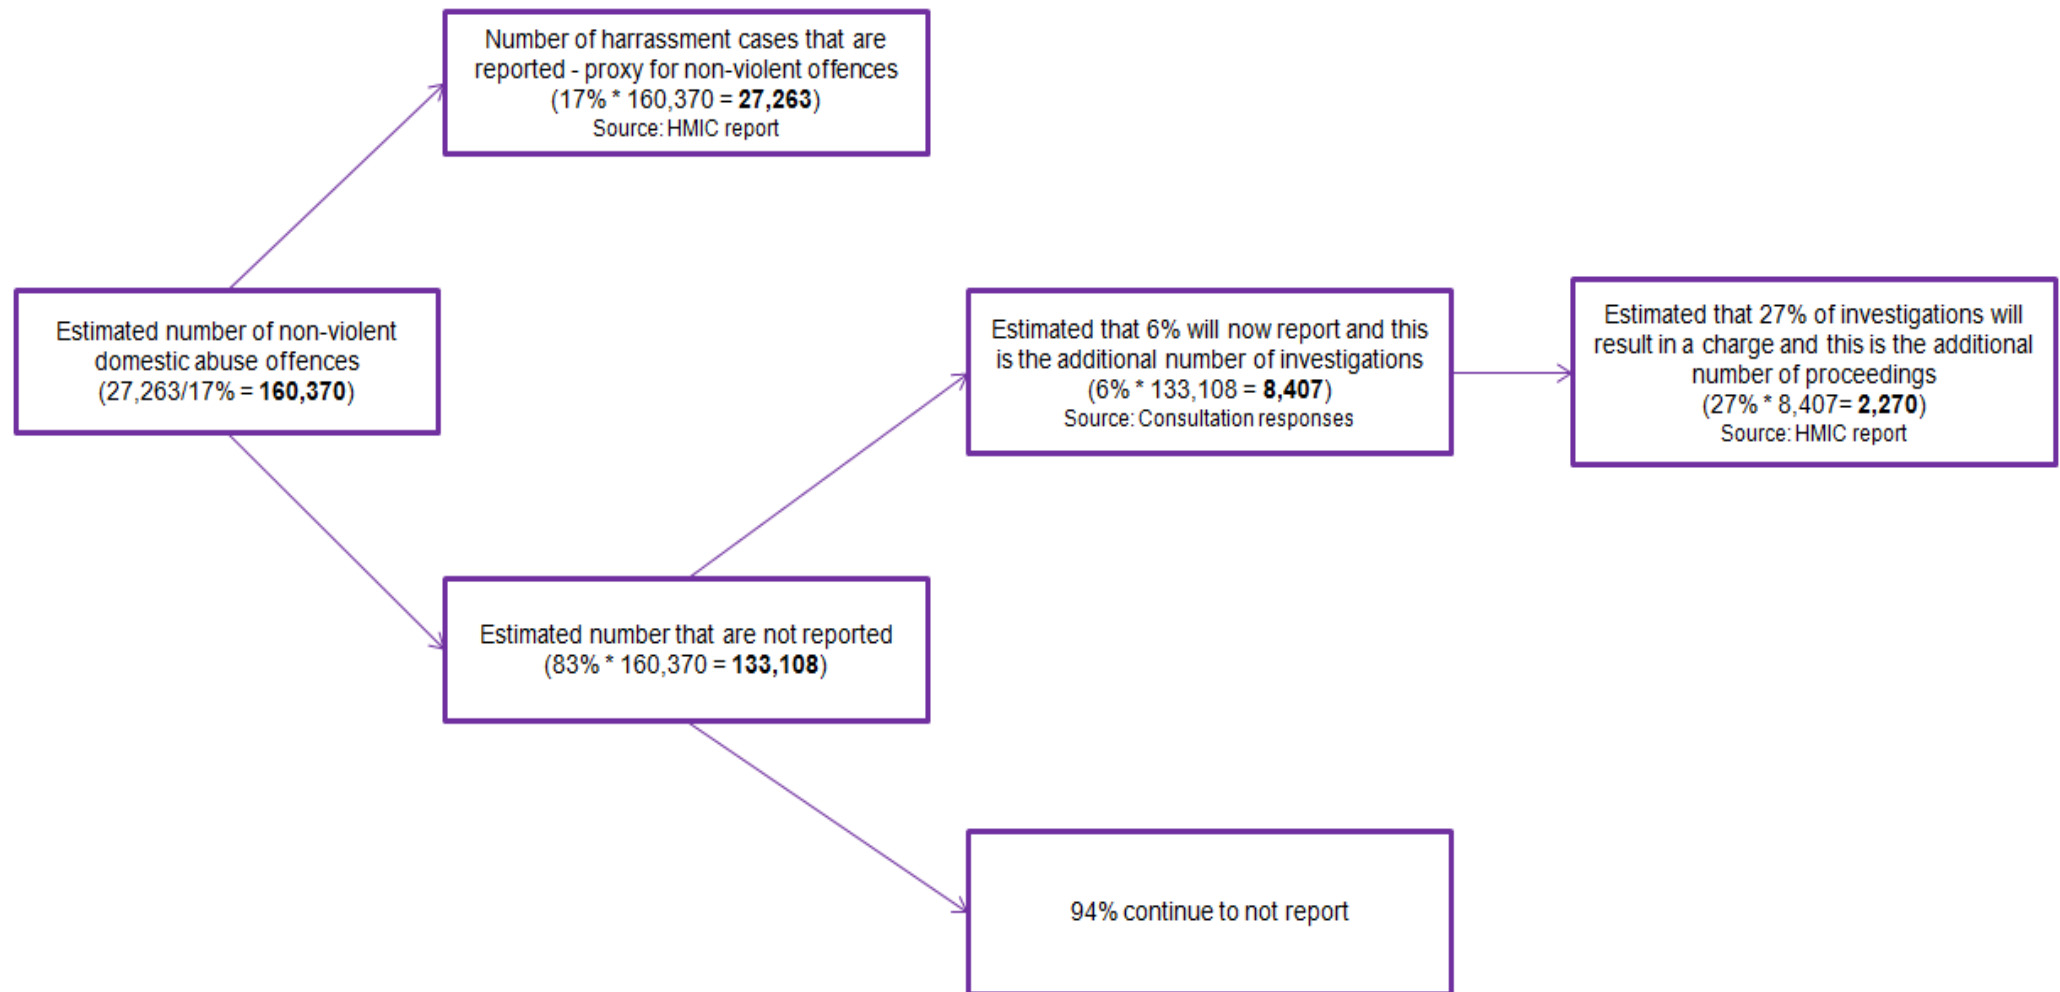 Number of harrassment cases that are
reported - proxy for non-violent offences
(17% * 160,370 = 27,263)
Source: HMIC report
Estimated number of non-violent
domestic abuse offences
(27,263/17% = 160,370)
Estimated that 6% will now report and this
is the additional number of investigations
(6% * 133,108 = 8,407)
Source: Consultation responses
Estimated that 27% of investigations will
result in a charge and this is the additional
number of proceedings
(27% * 8,407= 2,270)
Source: HMIC report
Estimated number that are not reported
(83% * 160,370 = 133,108)
94% continue to not report